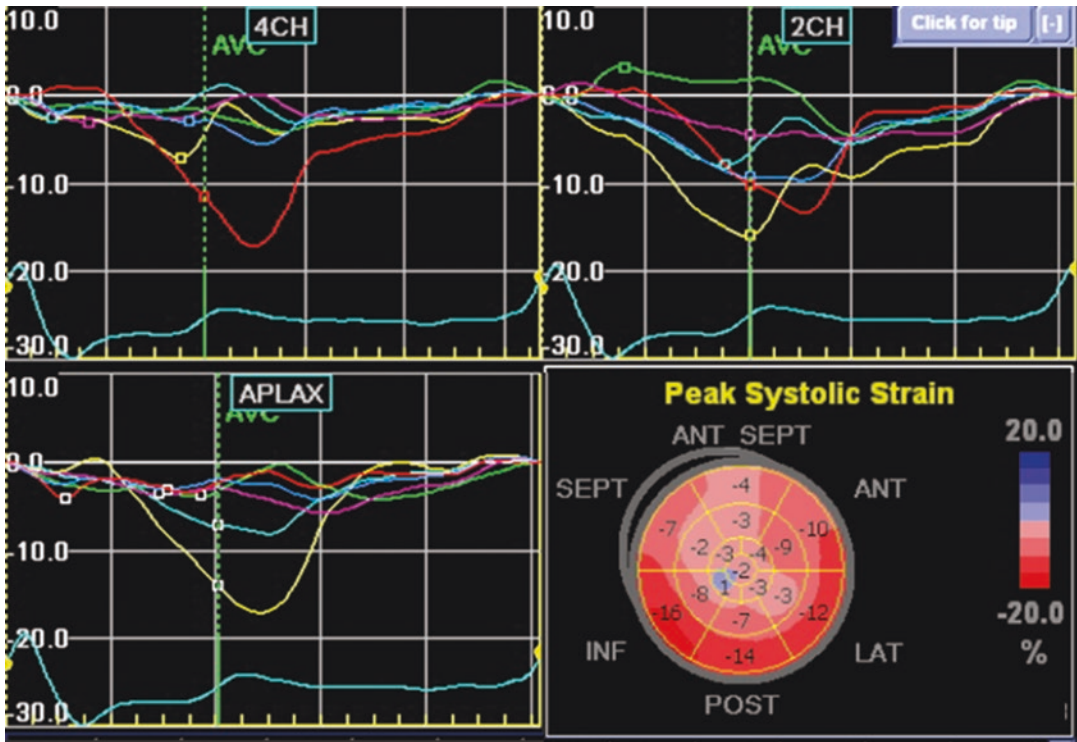 10.0
4CH
AVC
0.0
-10.0
-20.0
-30.0
10.0
2CH
Click for tip
[-]
AVC
0.0
-10.0
-20.0
-30.0
10.0
APLAX
AVC
0.0
-10.0
-20.0
-30.0
Peak Systolic Strain
ANT_SEPT
20.0
SEPT
ANT
-4
-7
-10
-3
-2
-9
-3
-4
-2
1
-3
-3
-8
-16
-12
-7
-20.0
INF
LAT
%
-14
POST